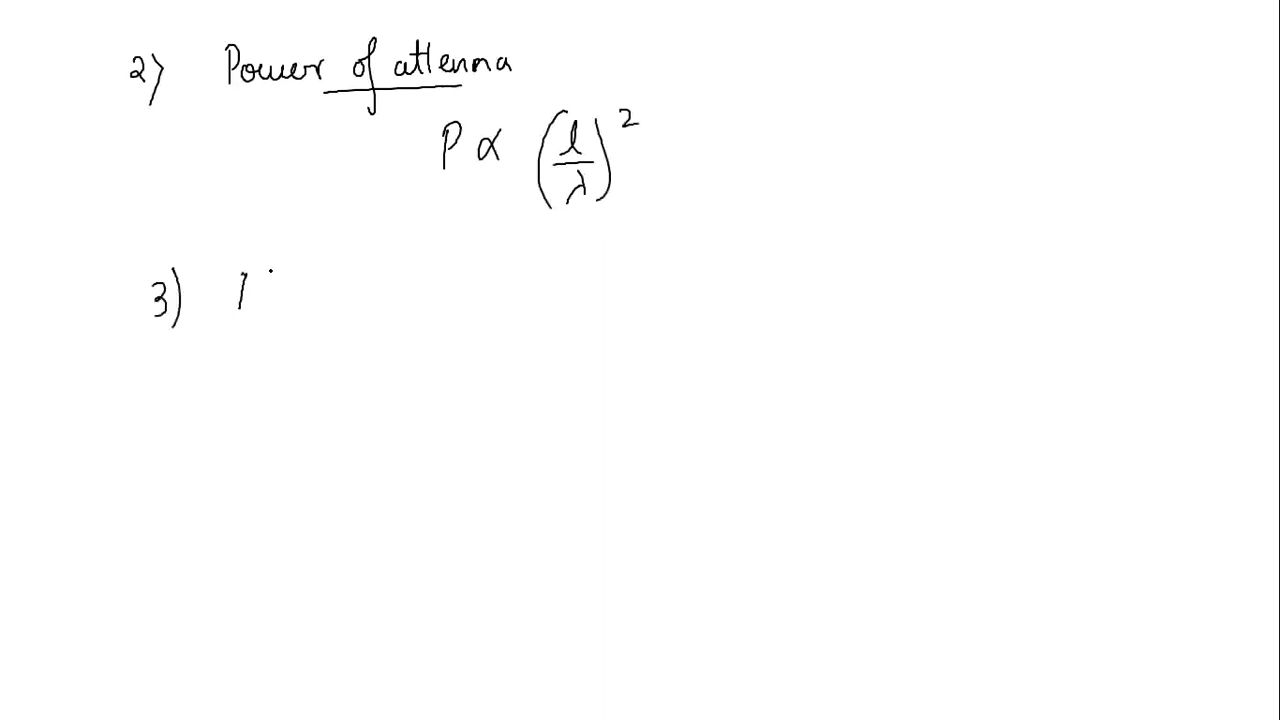 2) Power of attenna
P ∝ (l/λ)²
3)